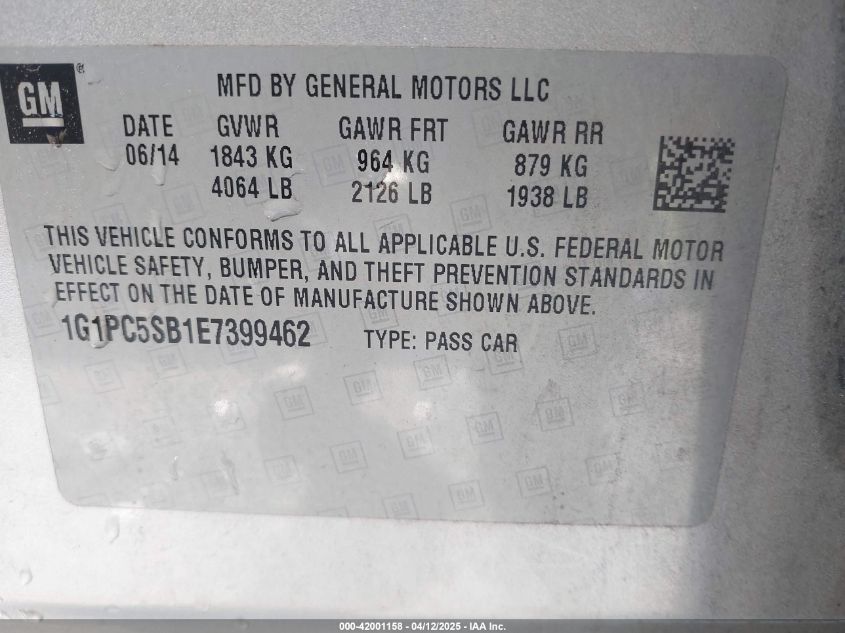 GM
MFD BY GENERAL MOTORS LLC
DATE GVWR GAWR FRT GAWR RR
06/14 1843 KG 964 KG 879 KG
4064 LB 2126 LB 1938 LB
THIS VEHICLE CONFORMS TO ALL APPLICABLE U.S. FEDERAL MOTOR
VEHICLE SAFETY, BUMPER, AND THEFT PREVENTION STANDARDS IN
EFFECT ON THE DATE OF MANUFACTURE SHOWN ABOVE.
1G1PC5SB1E7399462 TYPE: PASS CAR
000-42001158 - 04/12/2025 - IAA Inc.